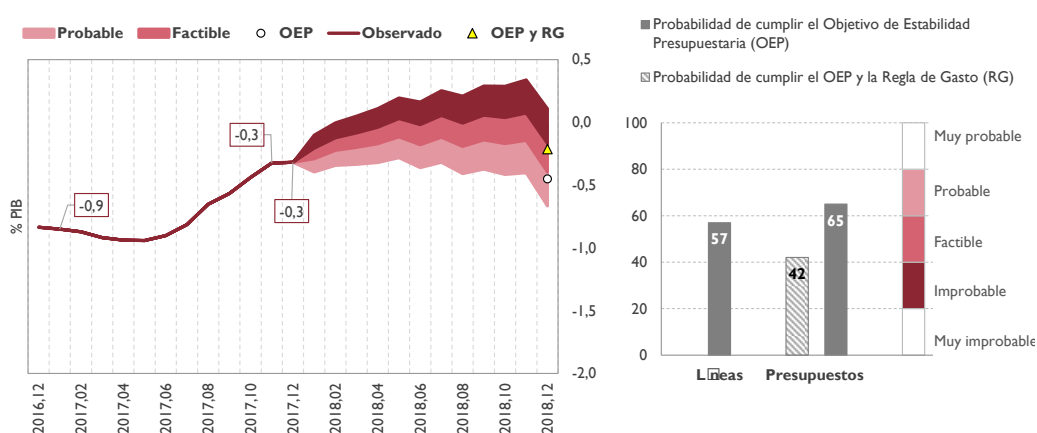 Probable Factible OEP Observado OEP y RG
0,5
0,0
-0,5
-1,0
-1,5
-2,0
% PIB
-0,9
-0,3
-0,3
2016,12
2017,02
2017,04
2017,06
2017,08
2017,10
2017,12
2018,02
2018,04
2018,06
2018,08
2018,10
2018,12
Probabilidad de cumplir el Objetivo de Estabilidad
Presupuestaria (OEP)
Probabilidad de cumplir el OEP y la Regla de Gasto (RG)
100
80
60
40
20
0
57
42
65
L□neas Presupuestos
Muy probable
Probable
Factible
Improbable
Muy improbable